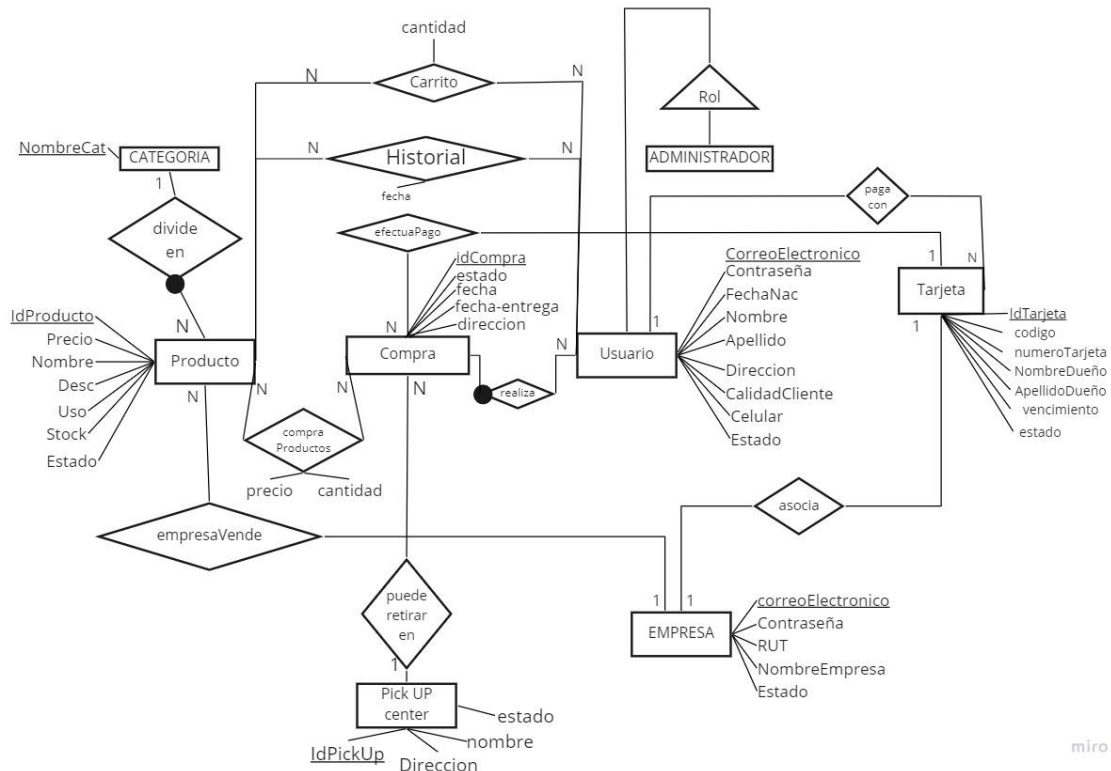 cantidad
N
Carrito
N
Rol
NombreCat
CATEGORIA
N
Historial
N
ADMINISTRADOR
1
fecha
paga
con
divide
en
efectuaPago
1
N
idCompra
estado
fecha
fecha-entrega
direccion
CorreoElectronico
Contraseña
FechaNac
Nombre
Apellido
Direccion
CalidadCliente
Celular
Estado
Tarjeta
1
IdTarjeta
codigo
numeroTarjeta
NombreDueño
ApellidoDueño
vencimiento
estado
IdProducto
Precio
Nombre
Desc
Uso
Stock
Estado
N
Producto
N
N
N
Compra
N
N
realiza
N
1
Usuario
compra
Productos
precio
cantidad
asocia
empresaVende
puede
retirar
en
1
1
1
EMPRESA
correoElectronico
Contraseña
RUT
NombreEmpresa
Estado
Pick UP
center
estado
nombre
IdPickUp
Direccion
miro